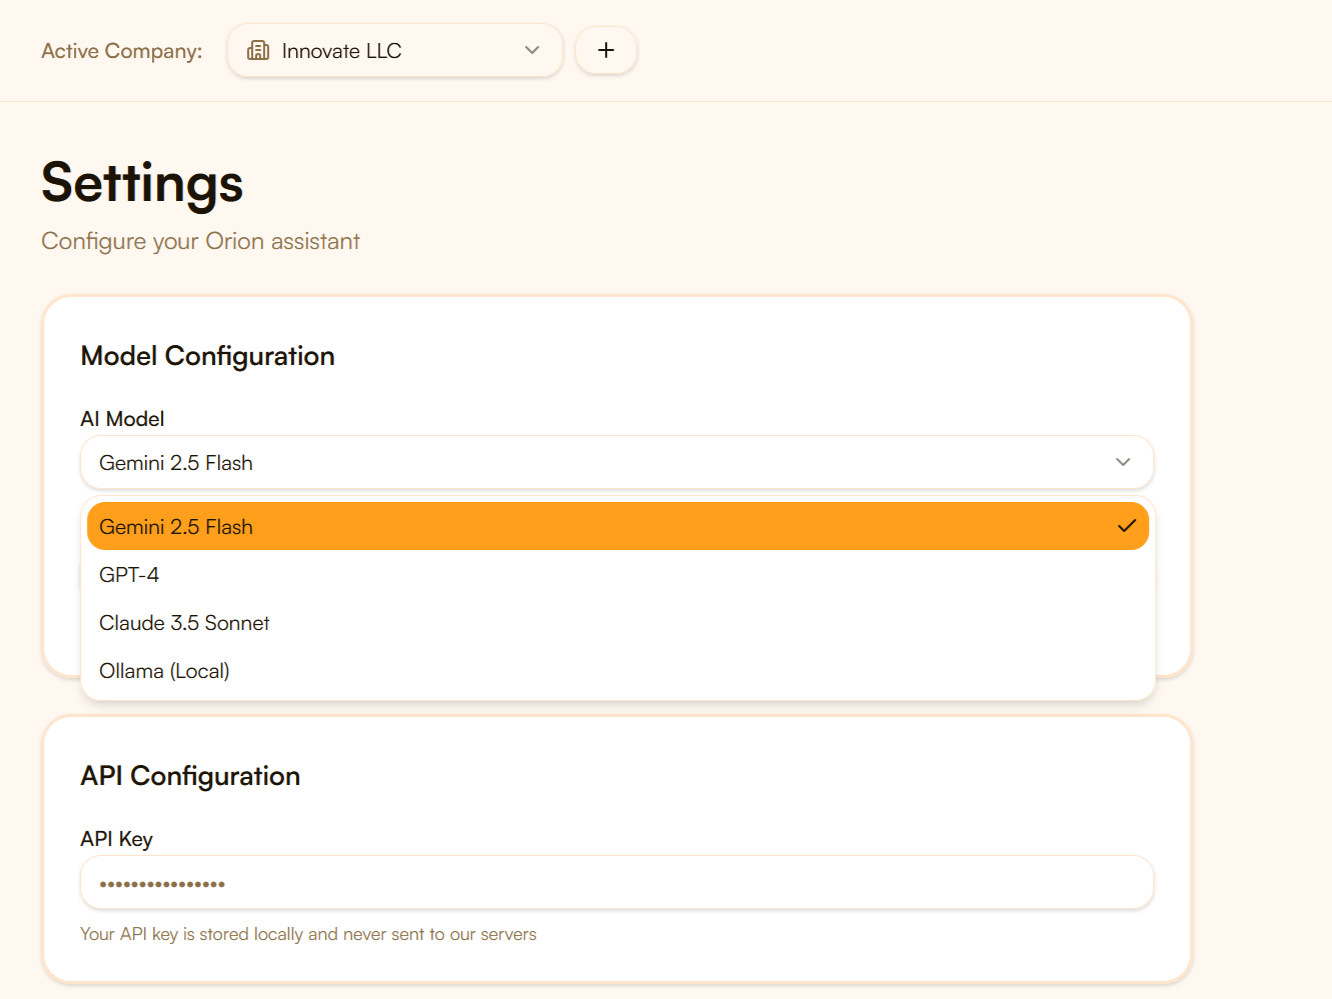 Active Company:
Innovate LLC
Settings
Configure your Orion assistant
Model Configuration
AI Model
Gemini 2.5 Flash
Gemini 2.5 Flash
GPT-4
Claude 3.5 Sonnet
Ollama (Local)
API Configuration
API Key
••••••••••••••••
Your API key is stored locally and never sent to our servers